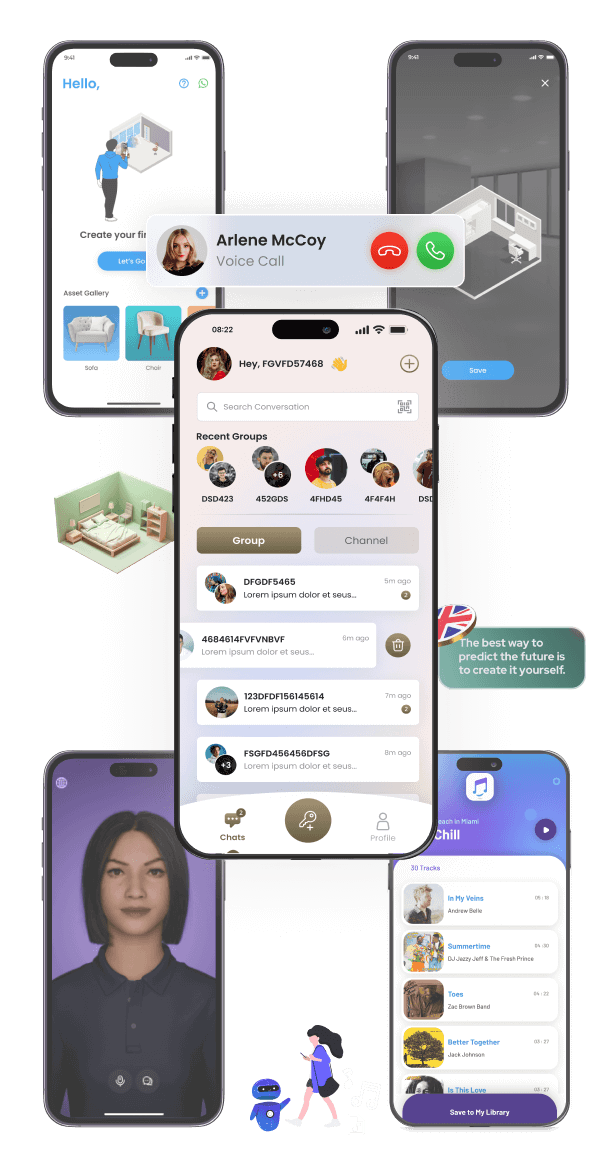 9:41
Hello,
Create your fir
Let's Go
Asset Gallery
Sofa
Chair
9:41
Save
Arlene McCoy
Voice Call
08:22
Hey, GFVFD57468
Search Conversation
Recent Groups
+6
DSD423
452GDS
4FHD45
4F4F4H
DSD
Group
Channel
DFGDF5465
5m ago
Lorem ipsum dolor et seus...
2
4684614FVFVNBVF
6m ago
Lorem ipsum dolor et seus...
123DFDF156145614
7m ago
Lorem ipsum dolor et seus...
2
+3
FSGFD456456DFSG
8m ago
Lorem ipsum dolor et seus...
2
Chats
Profile
The best way to
predict the future is
to create it yourself.
each in Miami
Chill
30 Tracks
In My Veins
05 : 18
Andrew Belle
Summertime
04 :30
DJ Jazzy Jeff & The Fresh Prince
Toes
04 : 22
Zac Brown Band
Better Together
03 : 27
Jack Johnson
Is This Love
03 : 27
Save to My Library